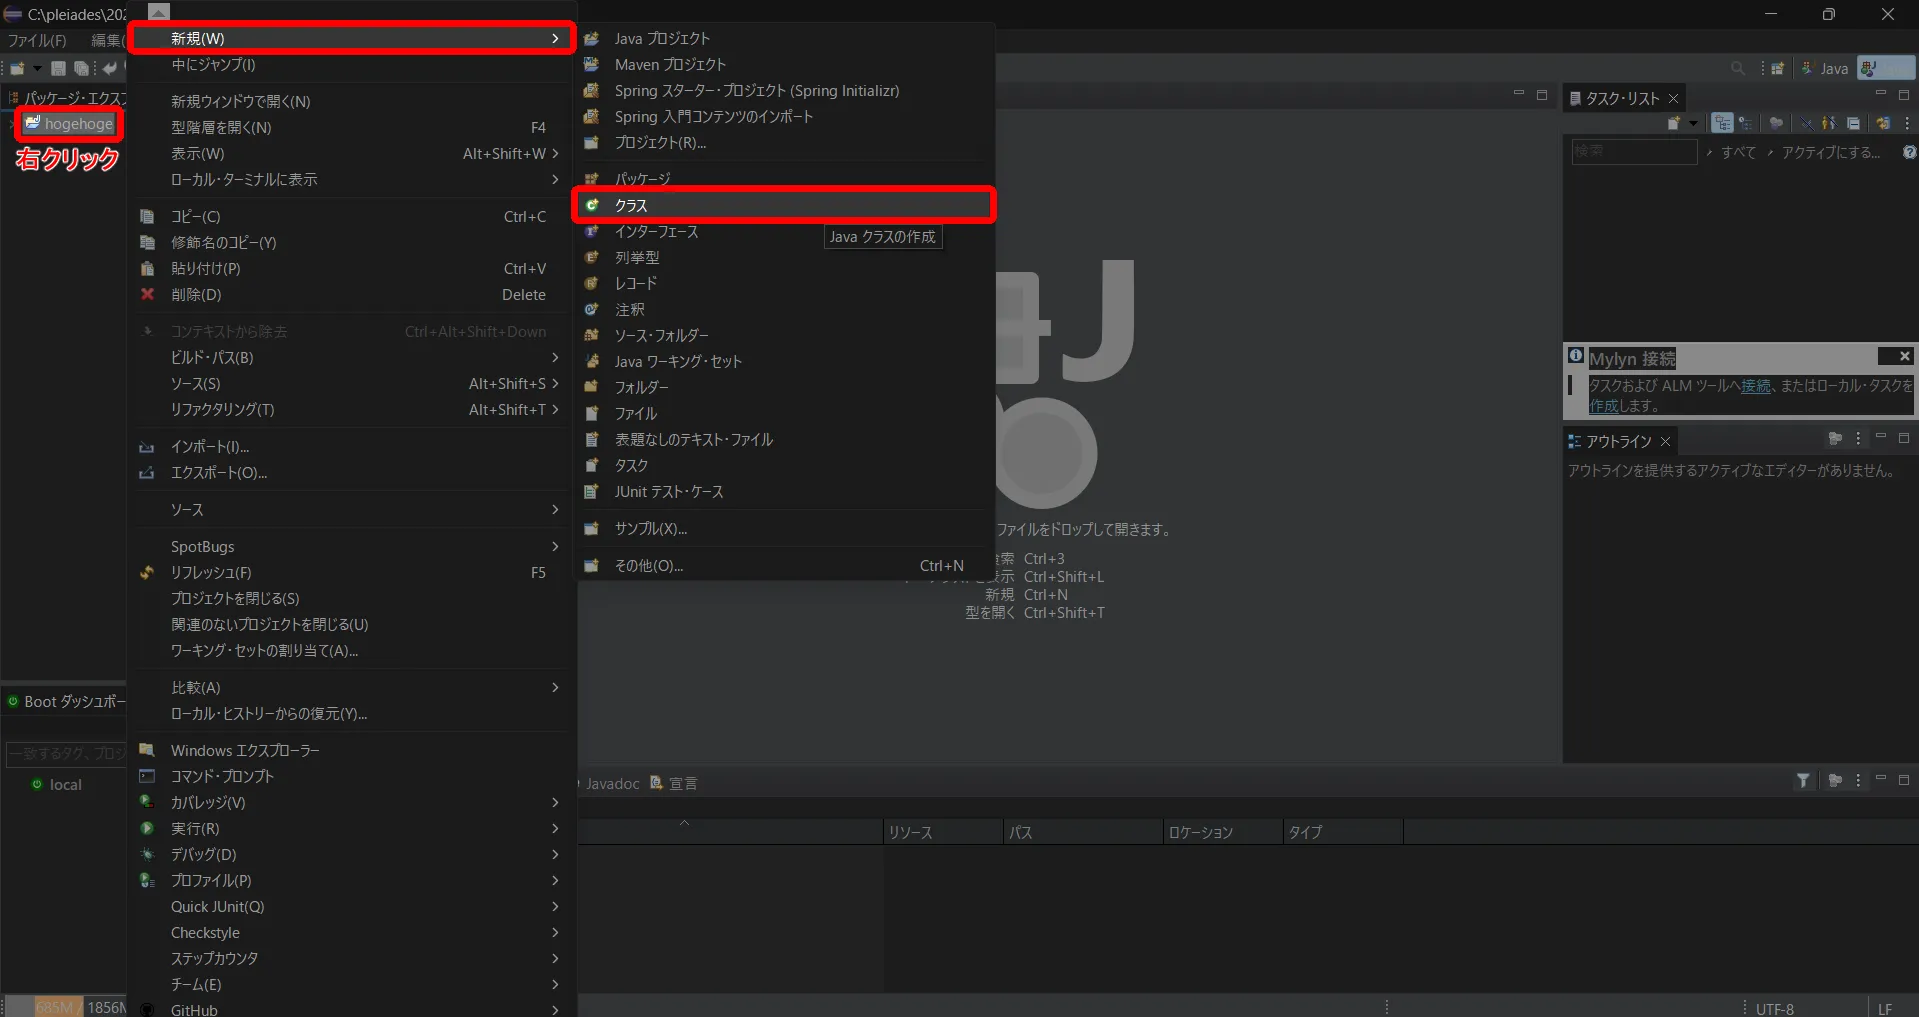 C:\pleiades\202
ファイル(F) 編集(
パッケージ・エクスプ
hogehoge
右クリック
新規(W)
中にジャンプ(I)
新規ウィンドウで開く(N)
型階層を開く(N) F4
表示(W) Alt+Shift+W
ローカル・ターミナルに表示
コピー(C) Ctrl+C
修飾名のコピー(Y)
貼り付け(P) Ctrl+V
削除(D) Delete
コンテキストから除去 Ctrl+Alt+Shift+Down
ビルド・パス(B)
ソース(S) Alt+Shift+S
リファクタリング(T) Alt+Shift+T
インポート(I)...
エクスポート(O)...
ソース
SpotBugs
リフレッシュ(F) F5
プロジェクトを閉じる(S)
関連のないプロジェクトを閉じる(U)
ワーキング・セットの割り当て(A)...
比較(A)
ローカル・ヒストリーからの復元(Y)...
Windows エクスプローラー
コマンド・プロンプト
カバレッジ(V)
実行(R)
デバッグ(D)
プロファイル(P)
Quick JUnit(Q)
Checkstyle
ステップカウンタ
チーム(E)
GitHub
Java プロジェクト
Maven プロジェクト
Spring スターター・プロジェクト (Spring Initializr)
Spring 入門コンテンツのインポート
プロジェクト(R)...
パッケージ
クラス
インターフェース
Java クラスの作成
列挙型
レコード
注釈
ソース・フォルダー
Java ワーキング・セット
フォルダー
ファイル
表題なしのテキスト・ファイル
タスク
JUnit テスト・ケース
サンプル(X)...
その他(O)... Ctrl+N
ファイルをドロップして開きます。
索 Ctrl+3
示 Ctrl+Shift+L
新規 Ctrl+N
型を開く Ctrl+Shift+T
Java
タスク・リスト
検索 すべて アクティブにする...
Mylyn 接続
タスクおよび ALM ツールへ接続、またはローカル・タスクを
作成します。
アウトライン
アウトラインを提供するアクティブなエディターがありません。
Boot ダッシュボー
一致するタグ、プロジ
local
Javadoc 宣言
リソース パス ロケーション タイプ
685M / 1856M
UTF-8 LF